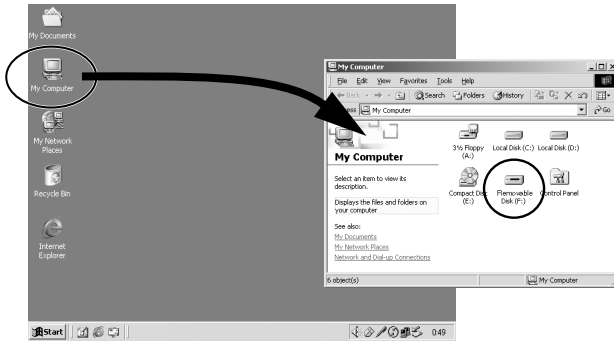 My Documents
My Computer
My Network
Places
Recycle Bin
Internet
Explorer
Start
0:49
My Computer
File Edit View Favorites Tools Help
Back Search Folders History
My Computer Go
My Computer
Select an item to view its
description.
Displays the files and folders on
your computer
See also:
My Documents
My Network Places
Network and Dial-up Connections
3½ Floppy
(A:)
Local Disk (C:) Local Disk (D:)
Compact Disc
(E:)
Removable
Disk (F:)
Control Panel
6 object(s) My Computer